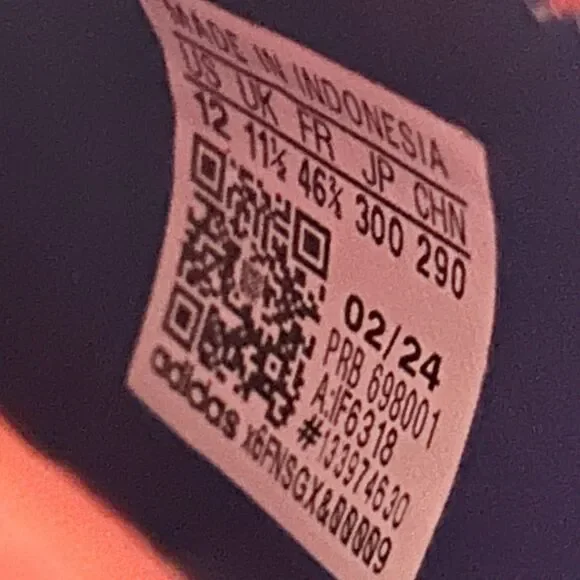 MADE IN INDONESIA
US UK FR JP CHN
12 11½ 46⅔ 300 290
02/24
PRB 698001
A:IF6318
#133974630
adidas x6FNSGX&00009